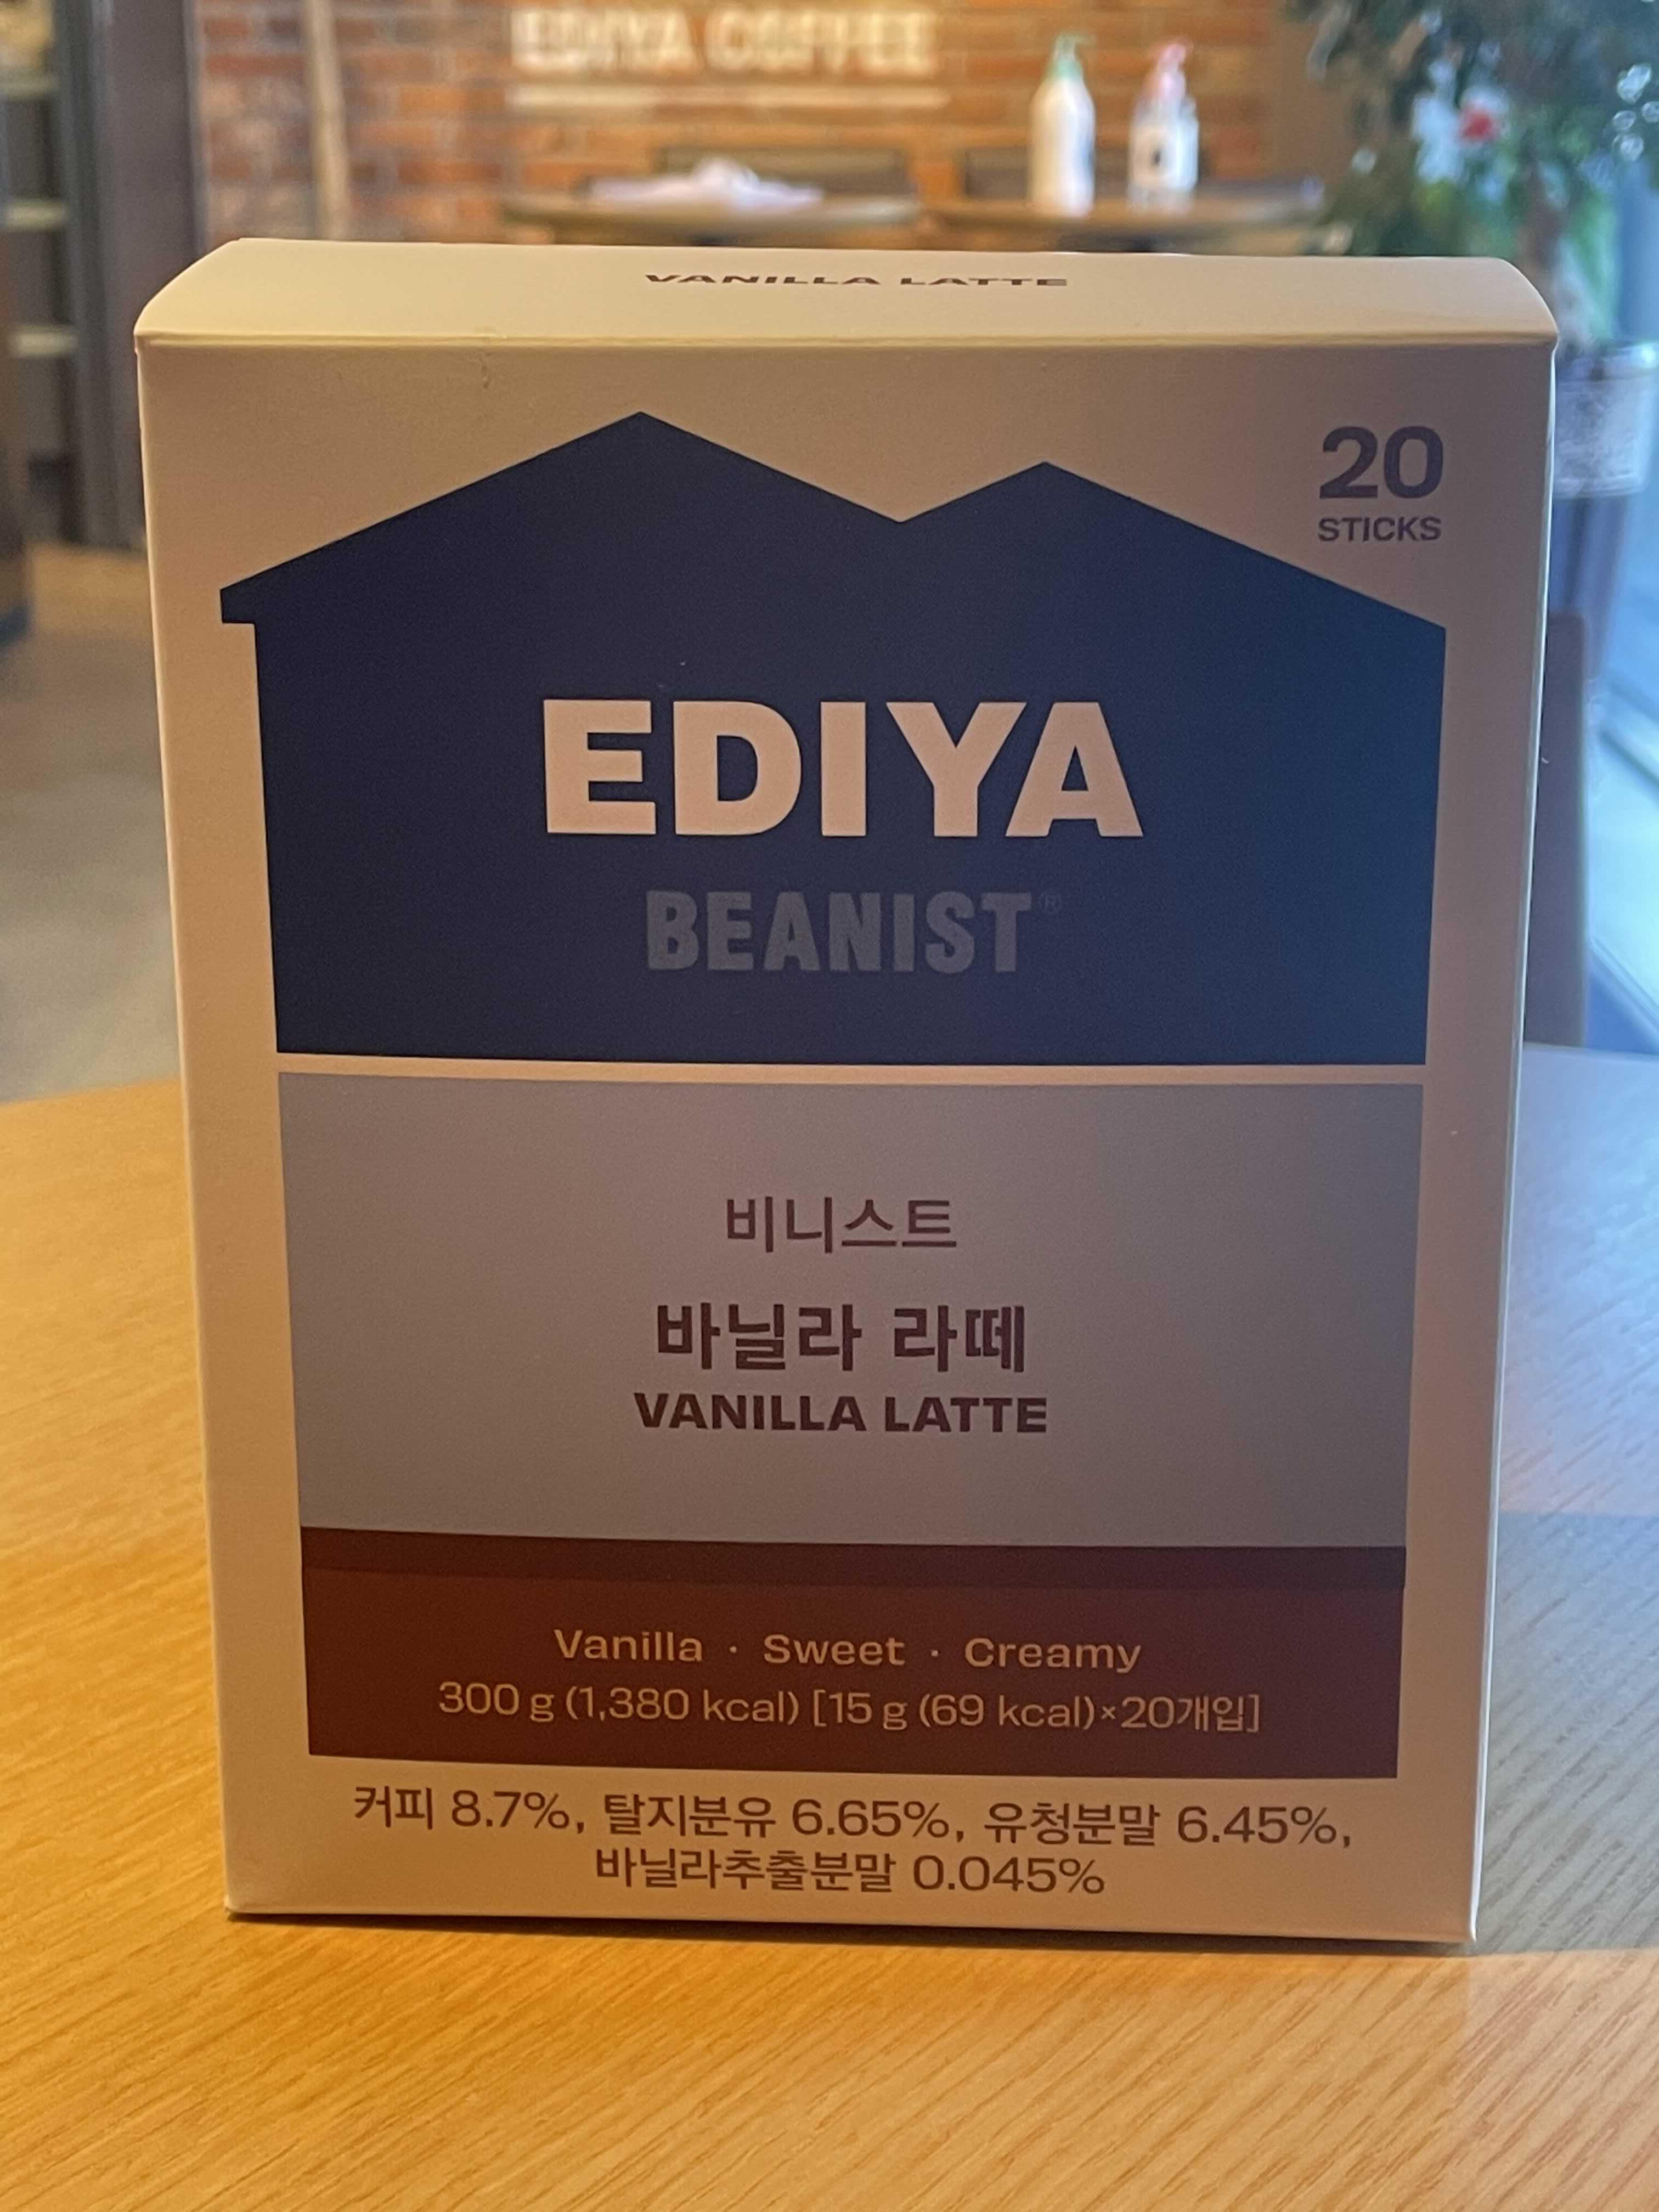 EDIYA COFFEE
VANILLA LATTE
20
STICKS
EDIYA
BEANIST®
비니스트
바닐라 라떼
VANILLA LATTE
Vanilla · Sweet · Creamy
300 g (1,380 kcal) [15 g (69 kcal)×20개입]
커피 8.7%, 탈지분유 6.65%, 유청분말 6.45%,
바닐라추출분말 0.045%